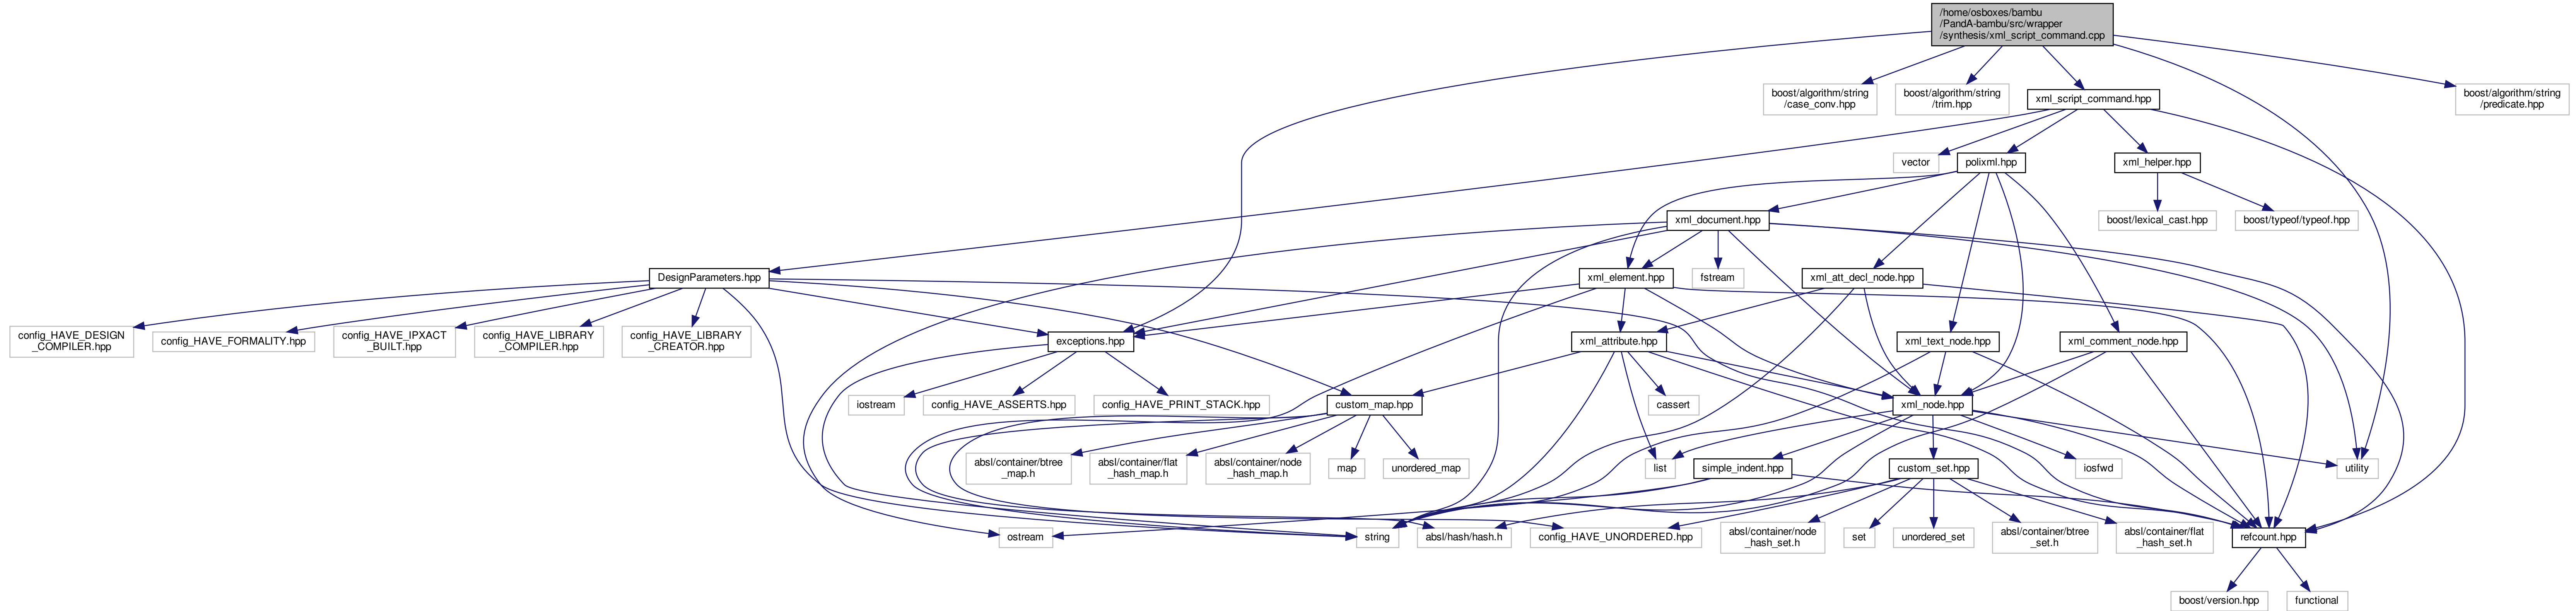 /home/osboxes/bambu
/PandA-bambu/src/wrapper
/synthesis/xml_script_command.cpp
boost/algorithm/string
/case_conv.hpp
boost/algorithm/string
/trim.hpp
xml_script_command.hpp
boost/algorithm/string
/predicate.hpp
vector
polixml.hpp
xml_helper.hpp
xml_document.hpp
boost/lexical_cast.hpp
boost/typeof/typeof.hpp
DesignParameters.hpp
xml_element.hpp
fstream
xml_att_decl_node.hpp
config_HAVE_DESIGN
_COMPILER.hpp
config_HAVE_FORMALITY.hpp
config_HAVE_IPXACT
_BUILT.hpp
config_HAVE_LIBRARY
_COMPILER.hpp
config_HAVE_LIBRARY
_CREATOR.hpp
exceptions.hpp
xml_attribute.hpp
xml_text_node.hpp
xml_comment_node.hpp
iostream
config_HAVE_ASSERTS.hpp
config_HAVE_PRINT_STACK.hpp
custom_map.hpp
cassert
xml_node.hpp
absl/container/btree
_map.h
absl/container/flat
_hash_map.h
absl/container/node
_hash_map.h
map
unordered_map
list
simple_indent.hpp
custom_set.hpp
iosfwd
utility
ostream
string
absl/hash/hash.h
config_HAVE_UNORDERED.hpp
absl/container/node
_hash_set.h
set
unordered_set
absl/container/btree
_set.h
absl/container/flat
_hash_set.h
refcount.hpp
boost/version.hpp
functional